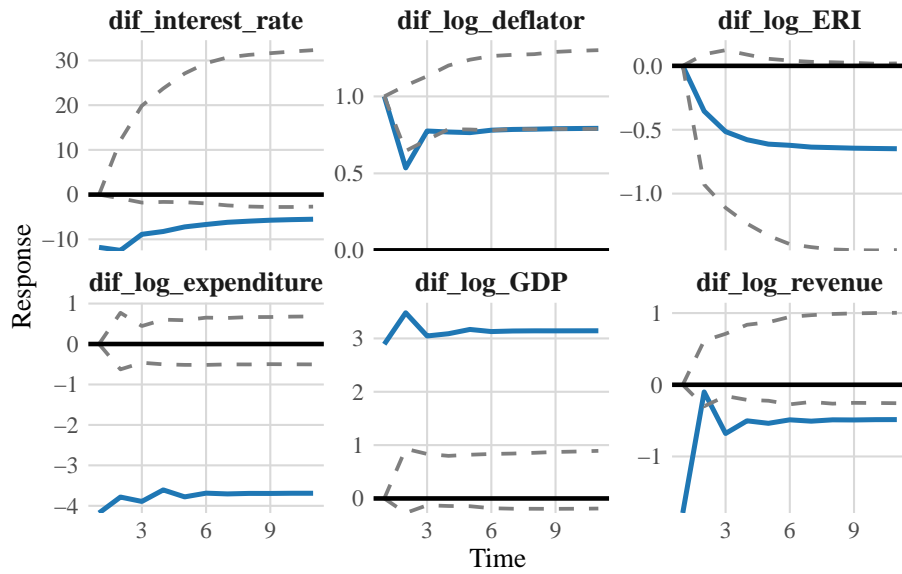 dif_interest_rate
dif_log_deflator
dif_log_ERI
30
20
10
0
−10
1.0
0.5
0.0
0.0
−0.5
−1.0
Response
dif_log_expenditure
dif_log_GDP
dif_log_revenue
1
0
−1
−2
−3
−4
3
2
1
0
1
0
−1
3 6 9
3 6 9
3 6 9
Time